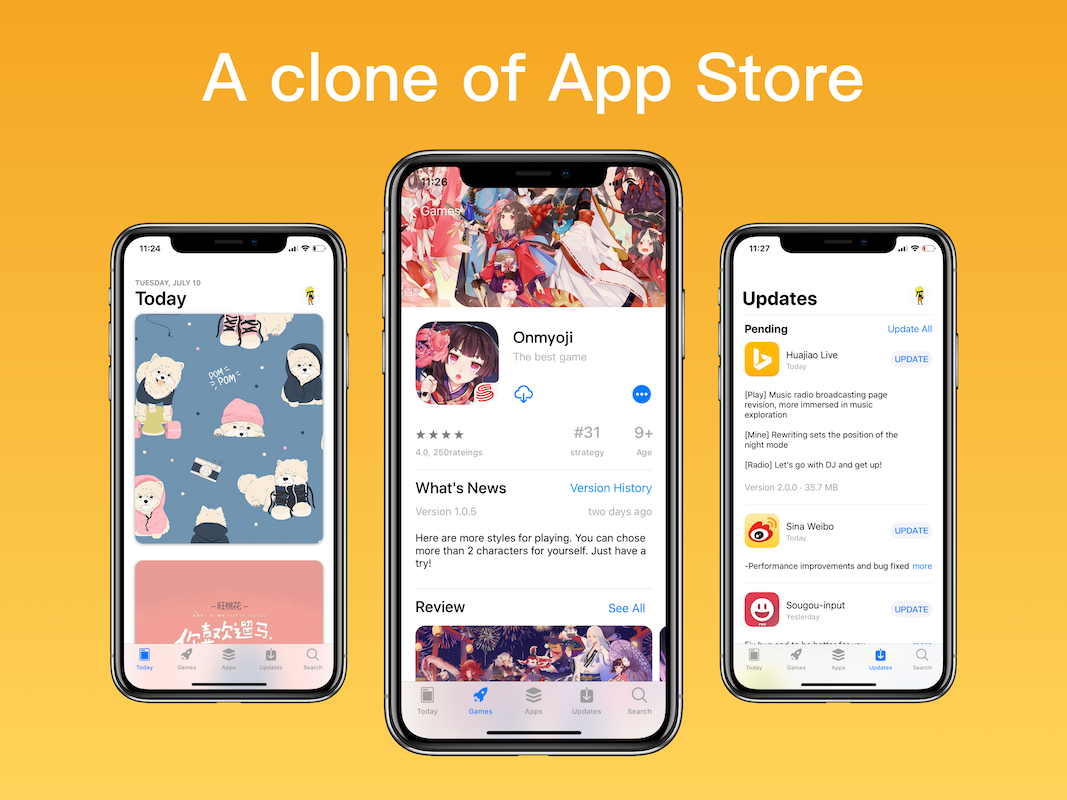 A clone of App Store
11:24
TUESDAY, JULY 10
Today
POM
POM
旺桃花
你喜欢遛马
Today
Games
Apps
Updates
Search
11:26
Games
Onmyoji
The best game
4.0, 250rateings
#31
strategy
9+
Age
What's News
Version History
Version 1.0.5
two days ago
Here are more styles for playing. You can chose
more than 2 characters for yourself. Just have a
try!
Review
See All
Today
Games
Apps
Updates
Search
11:27
Updates
Pending
Update All
Huajiao Live
Today
UPDATE
[Play] Music radio broadcasting page
revision, more immersed in music
exploration
[Mine] Rewriting sets the position of the
night mode
[Radio] Let's go with DJ and get up!
Version 2.0.0 · 35.7 MB
Sina Weibo
Today
UPDATE
-Performance improvements and bug fixed more
Sougou-input
Yesterday
UPDATE
Today
Games
Apps
Updates
Search